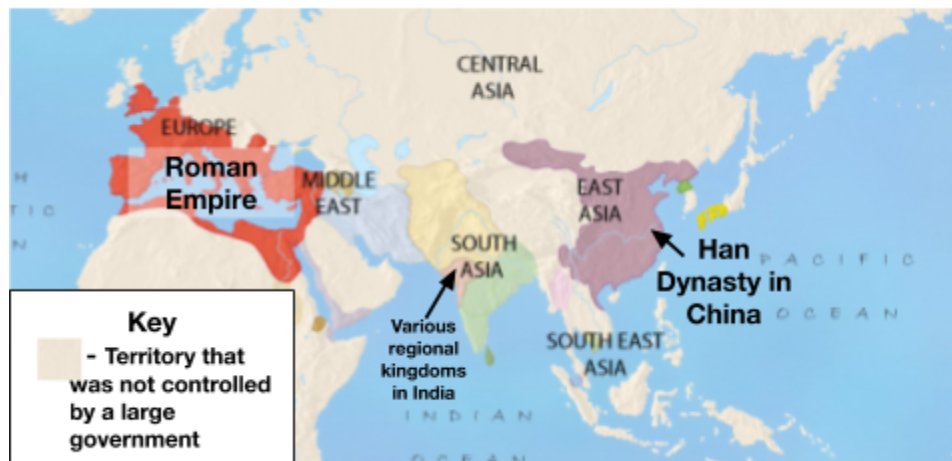 CENTRAL
ASIA
EUROPE
Roman
Empire
MIDDLE
EAST
EAST
ASIA
SOUTH
ASIA
Han
Dynasty in
China
PACIFIC
OCEAN
Various
regional
kingdoms
in India
SOUTH EAST
ASIA
INDIAN
OCEAN
Key
- Territory that
was not controlled
by a large
government